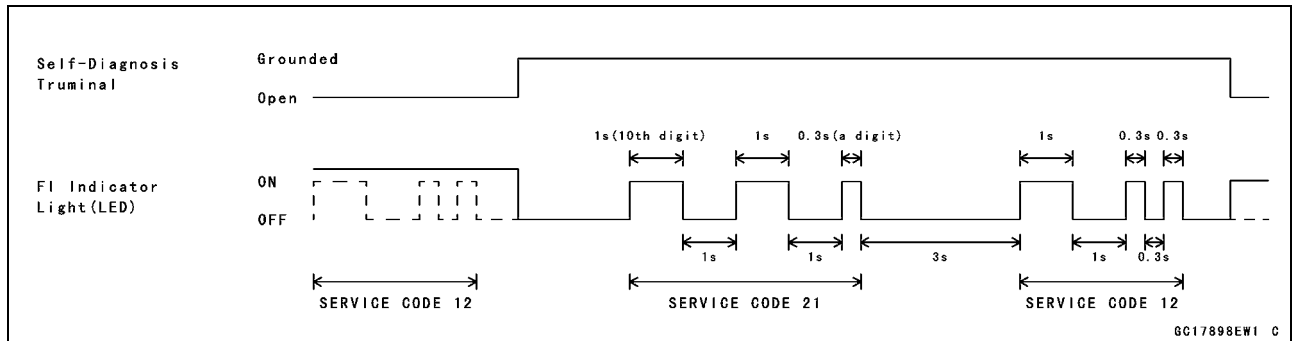 Self-Diagnosis
Truminal
Grounded
Open
1s(10th digit)
1s
0.3s(a digit)
1s
0.3s
0.3s
FI Indicator
Light(LED)
ON
OFF
1s
1s
3s
1s
0.3s
SERVICE CODE 12
SERVICE CODE 21
SERVICE CODE 12
GC17898EW1 C